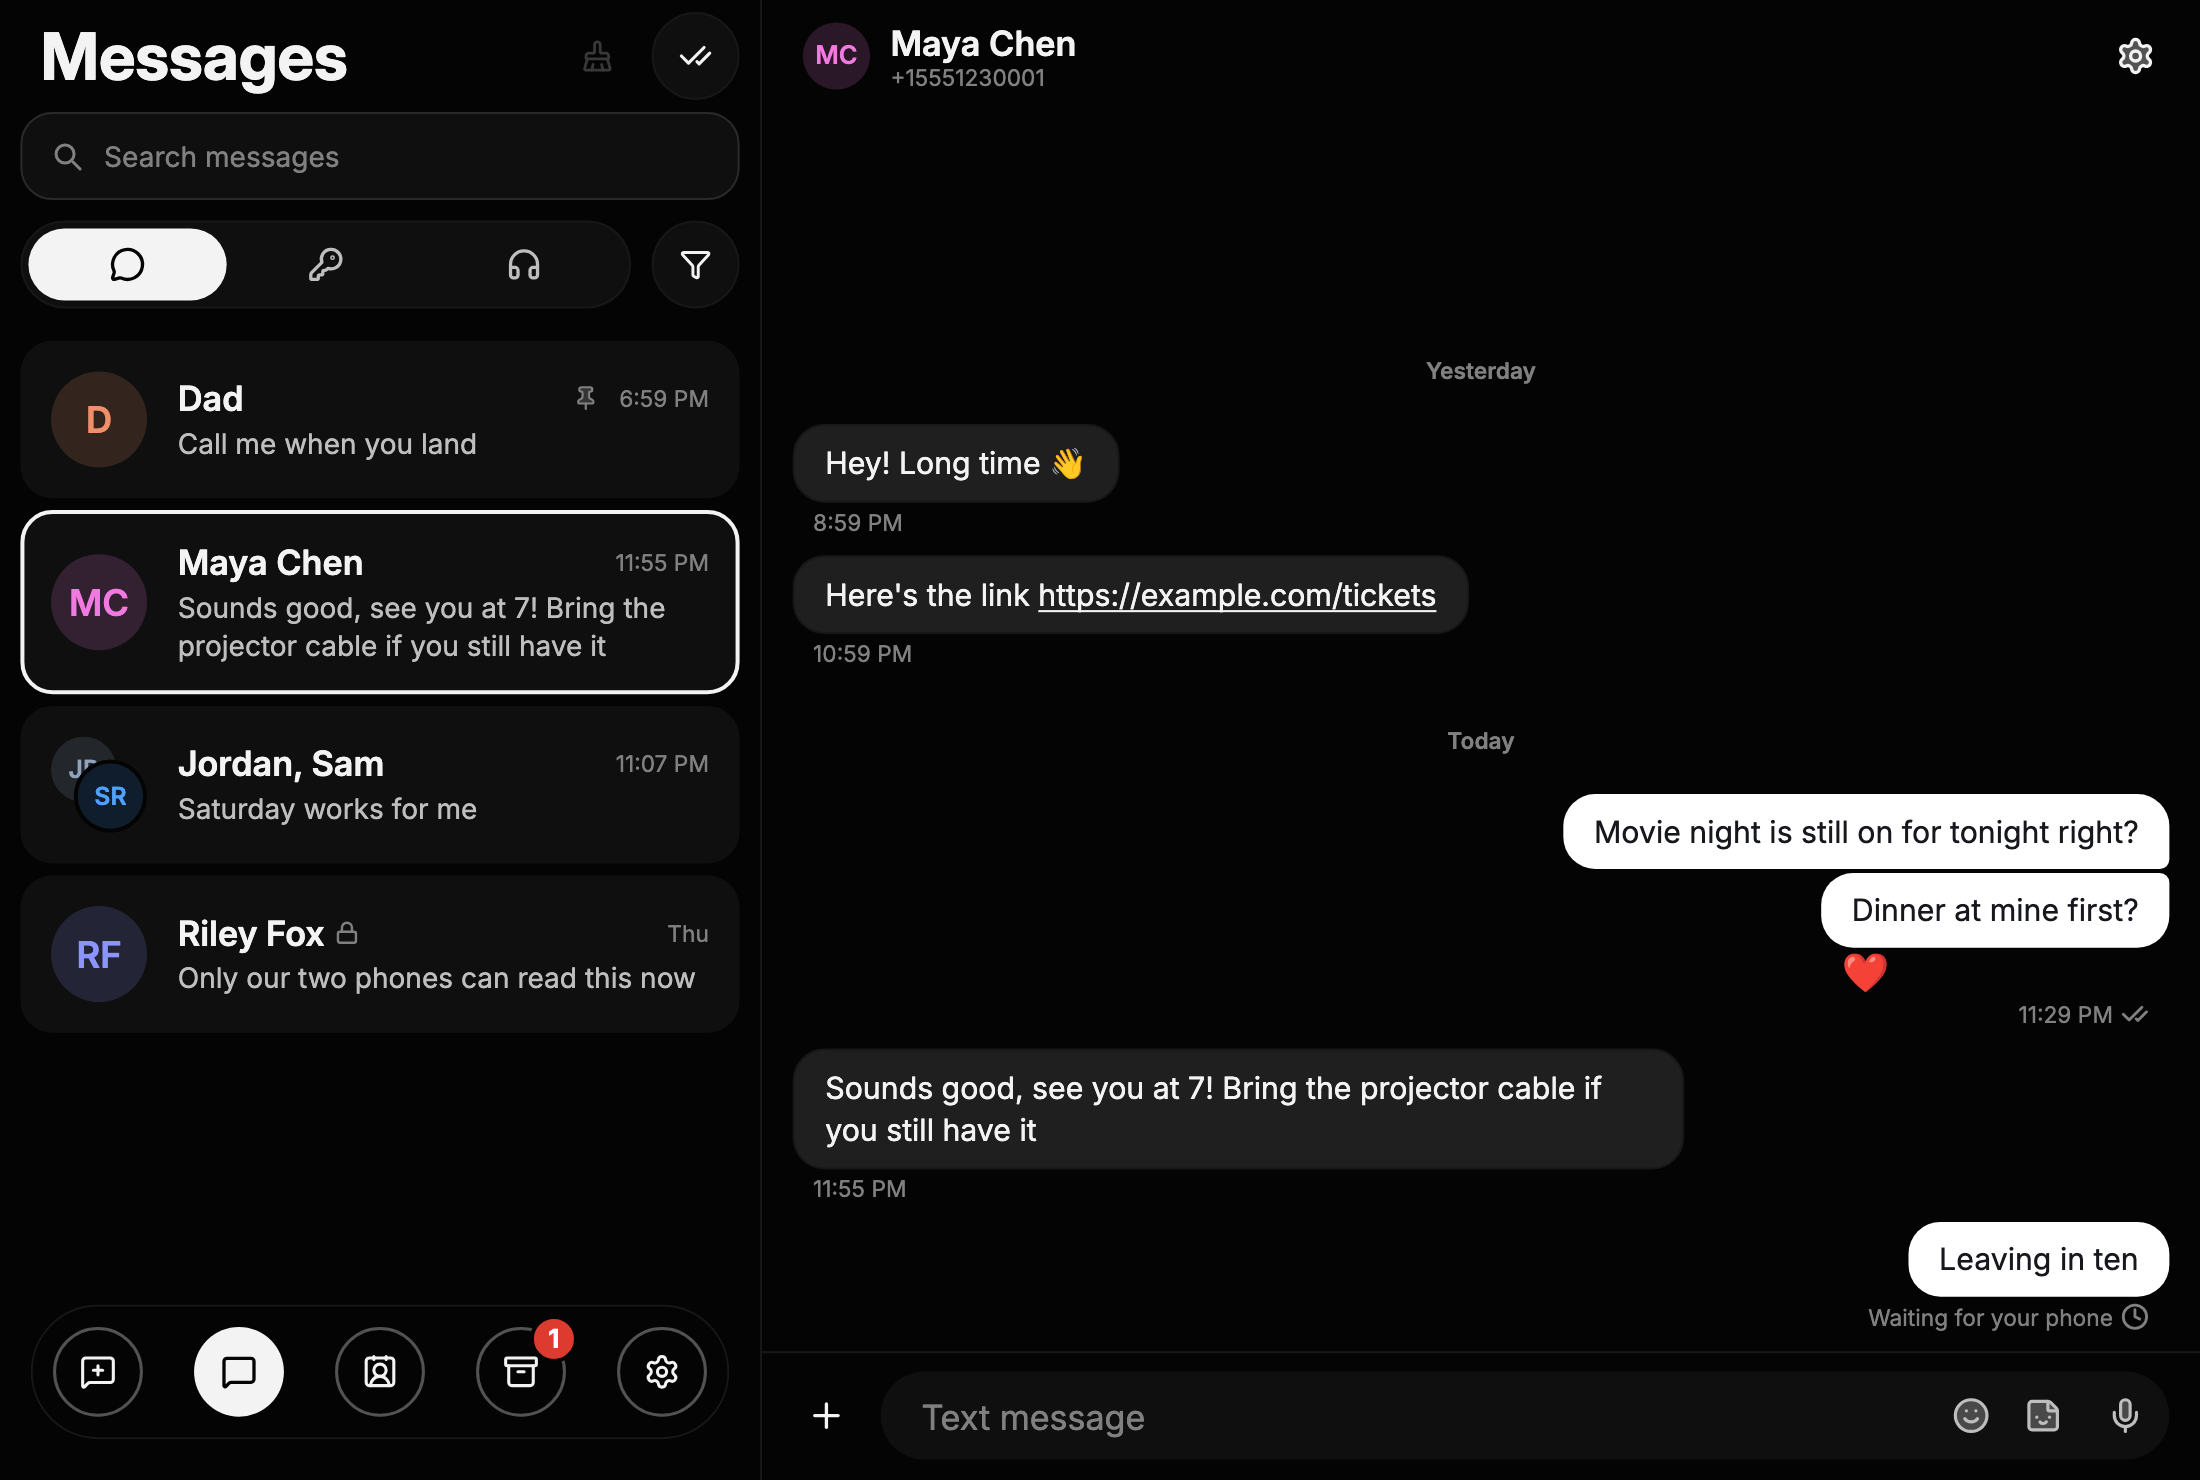 Messages
Search messages
D
Dad
6:59 PM
Call me when you land
MC
Maya Chen
11:55 PM
Sounds good, see you at 7! Bring the
projector cable if you still have it
SR
Jordan, Sam
11:07 PM
Saturday works for me
RF
Riley Fox
Thu
Only our two phones can read this now
1
MC
Maya Chen
+15551230001
Yesterday
Hey! Long time 👋
8:59 PM
Here's the link https://example.com/tickets
10:59 PM
Today
Movie night is still on for tonight right?
Dinner at mine first?
❤️
11:29 PM
Sounds good, see you at 7! Bring the projector cable if
you still have it
11:55 PM
Leaving in ten
Waiting for your phone
Text message